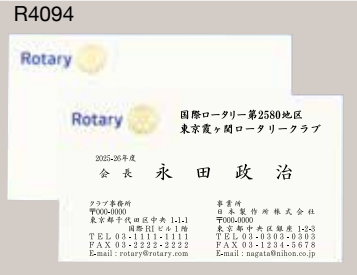 R4094
Rotary
Rotary
国際ロータリー第2580地区
東京霞ヶ関ロータリークラブ
2025-26年度
会長 永田政治
クラブ事務所
〒000-0000
東京都千代田区中央 1-1-1
国際RIビル1階
TEL 03-1111-1111
FAX 03-2222-2222
E-mail : rotary@rotary.com
事業所
日本製作所株式会社
〒000-0000
東京都中央区銀座 1-2-3
TEL 03-0303-0303
FAX 03-1234-5678
E-mail : nagata@nihon.co.jp